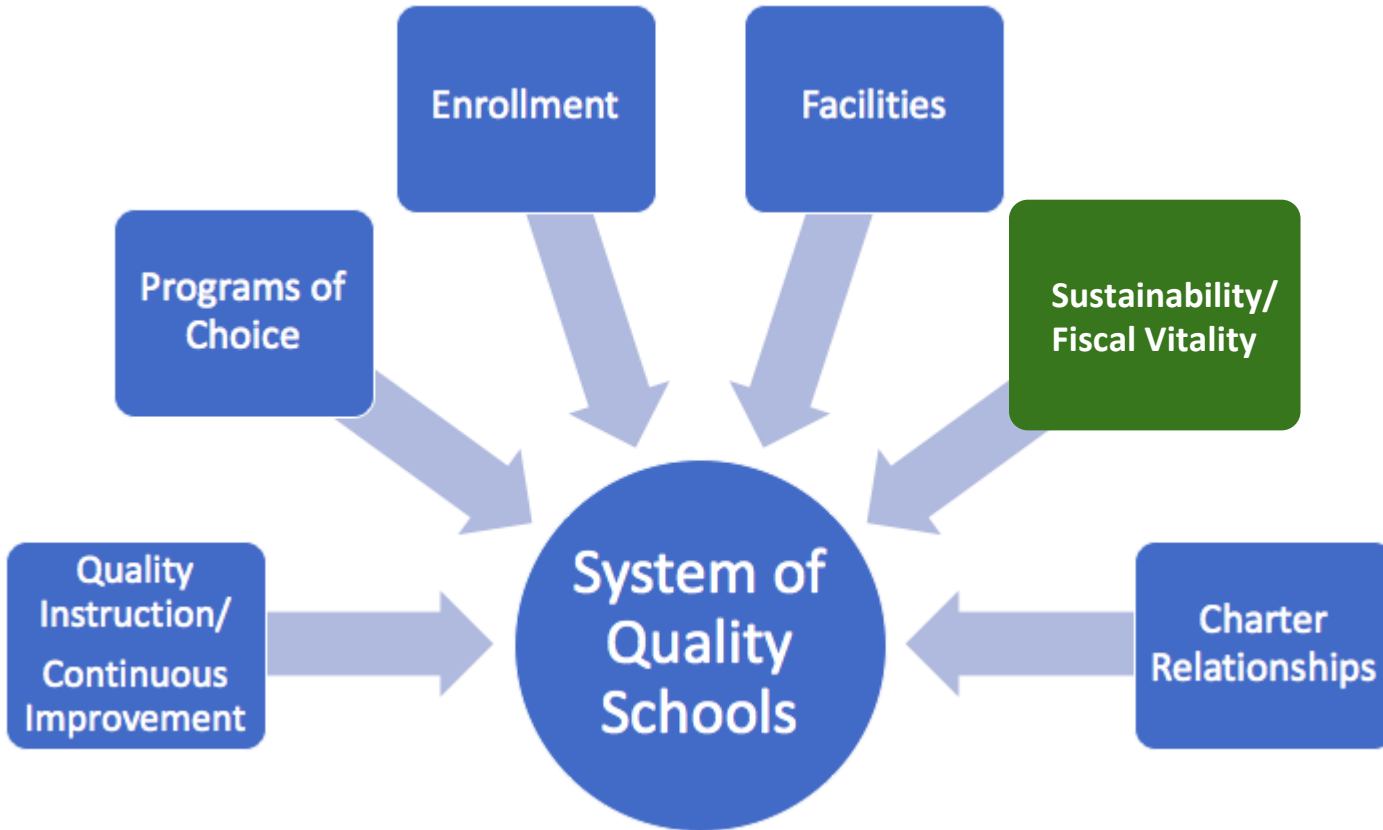 Enrollment
Facilities
Programs of
Choice
Sustainability/
Fiscal Vitality
Quality
Instruction/
Continuous
Improvement
System of
Quality
Schools
Charter
Relationships